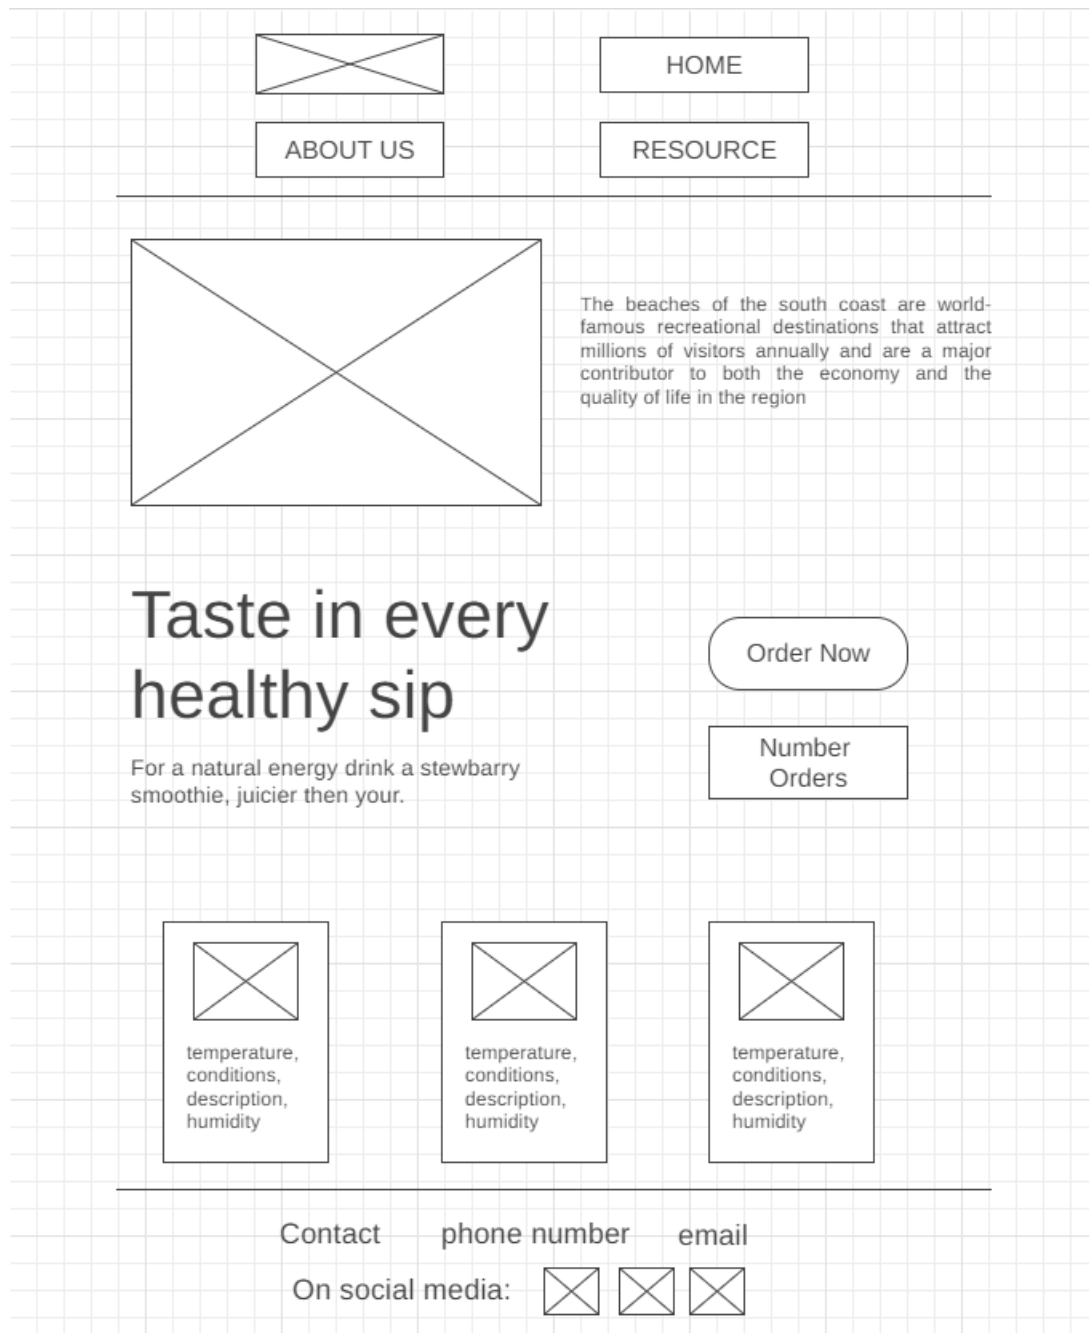 HOME
ABOUT US
RESOURCE
The beaches of the south coast are world-
famous recreational destinations that attract
millions of visitors annually and are a major
contributor to both the economy and the
quality of life in the region
Taste in every
healthy sip
For a natural energy drink a stewbarry
smoothie, juicier then your.
Order Now
Number
Orders
temperature,
conditions,
description,
humidity
temperature,
conditions,
description,
humidity
temperature,
conditions,
description,
humidity
Contact phone number email
On social media: